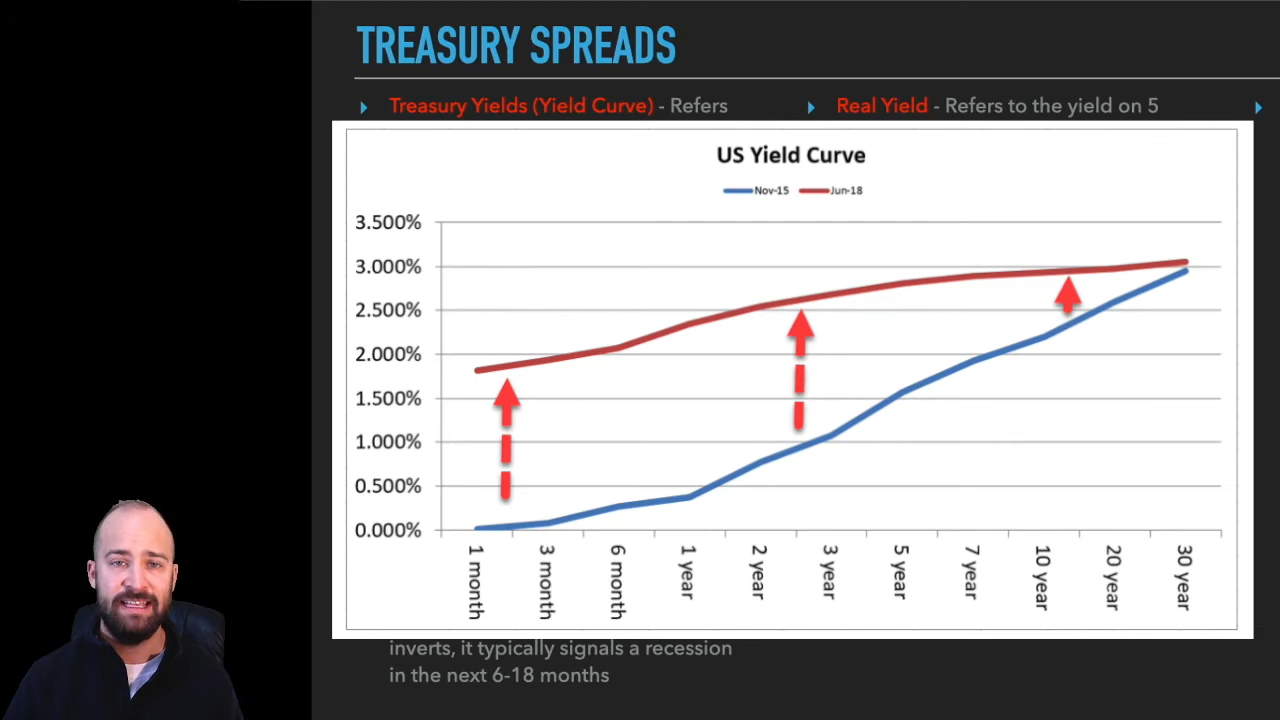 TREASURY SPREADS
Treasury Yields (Yield Curve) - Refers
Real Yield - Refers to the yield on 5
US Yield Curve
Nov-15 Jun-18
3.500%
3.000%
2.500%
2.000%
1.500%
1.000%
0.500%
0.000%
1 month
3 month
6 month
1 year
2 year
3 year
5 year
7 year
10 year
20 year
30 year
inverts, it typically signals a recession
in the next 6-18 months